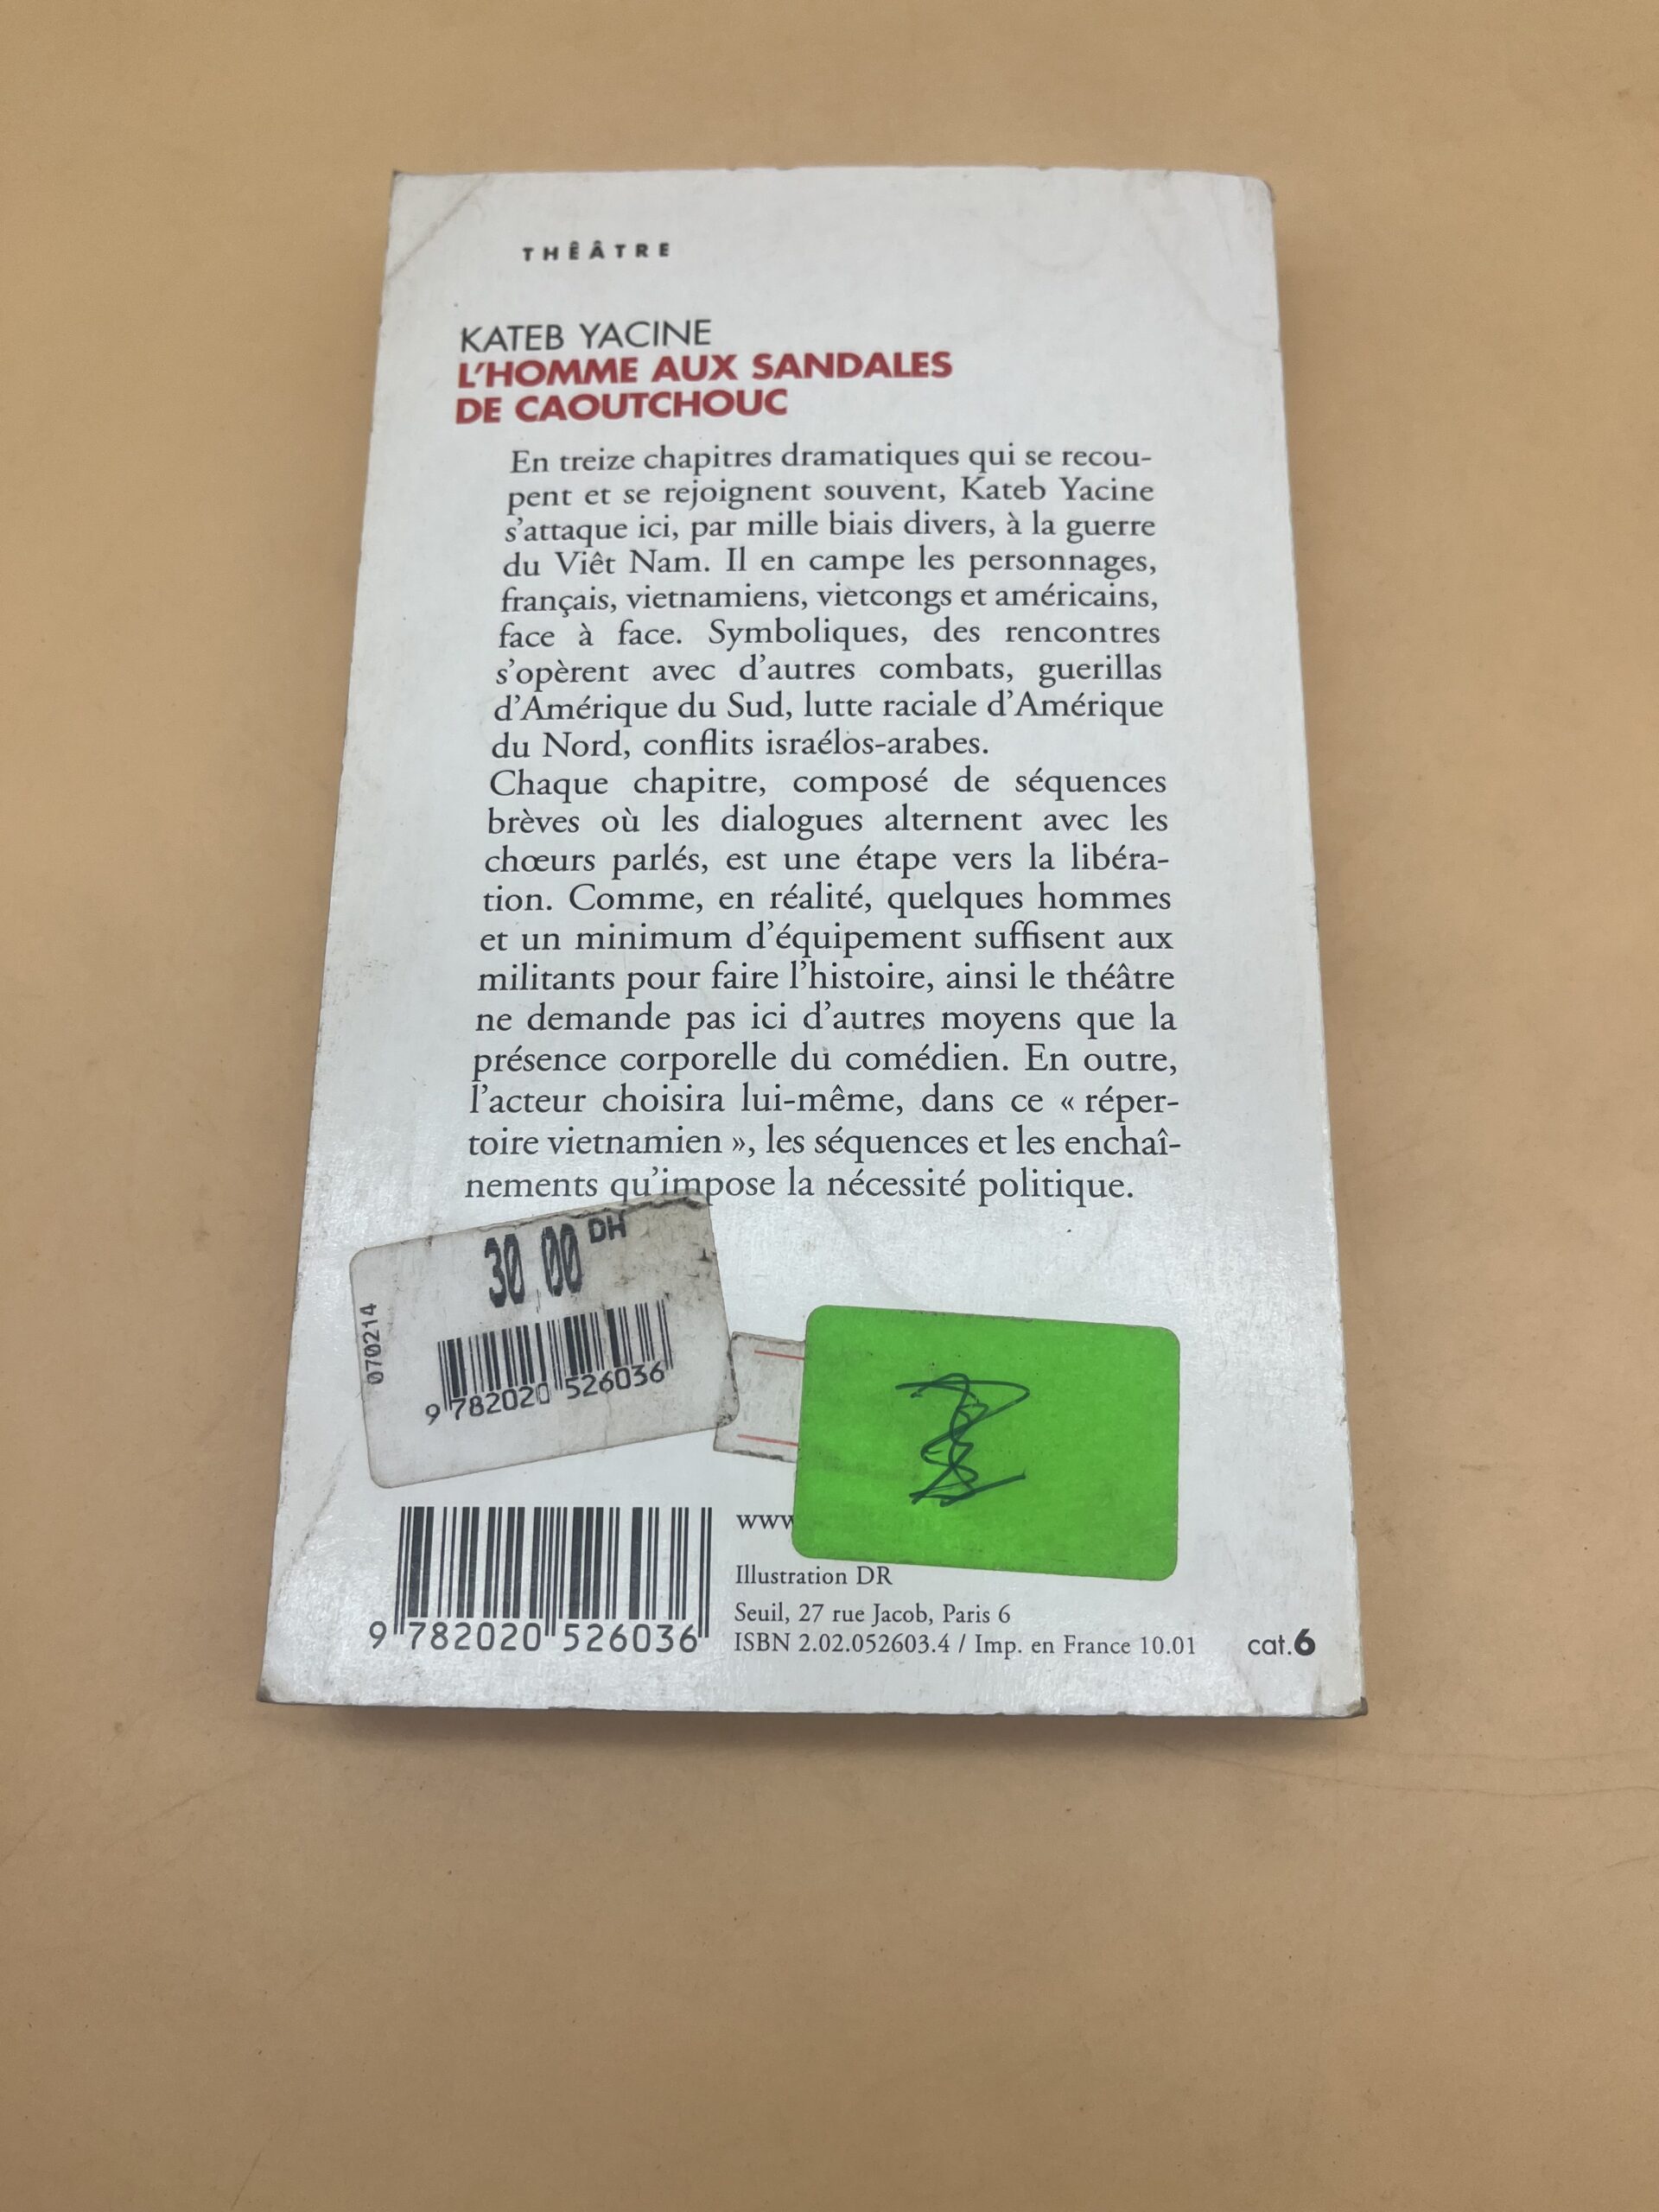 THÊÂTRE
KATEB YACINE
L'HOMME AUX SANDALES
DE CAOUTCHOUC
En treize chapitres dramatiques qui se recou-
pent et se rejoignent souvent, Kateb Yacine
s'attaque ici, par mille biais divers, à la guerre
du Viêt Nam. Il en campe les personnages,
français, vietnamiens, vietcongs et américains,
face à face. Symboliques, des rencontres
s'opèrent avec d'autres combats, guerillas
d'Amérique du Sud, lutte raciale d'Amérique
du Nord, conflits israélos-arabes.
Chaque chapitre, composé de séquences
brèves où les dialogues alternent avec les
chœurs parlés, est une étape vers la libéra-
tion. Comme, en réalité, quelques hommes
et un minimum d'équipement suffisent aux
militants pour faire l'histoire, ainsi le théâtre
ne demande pas ici d'autres moyens que la
présence corporelle du comédien. En outre,
l'acteur choisira lui-même, dans ce « réper-
toire vietnamien », les séquences et les enchaî-
nements qu'impose la nécessité politique.
30,00 DH
070214
9 782020 526036
www
Illustration DR
Seuil, 27 rue Jacob, Paris 6
ISBN 2.02.052603.4 / Imp. en France 10.01
cat.6
9 782020 526036